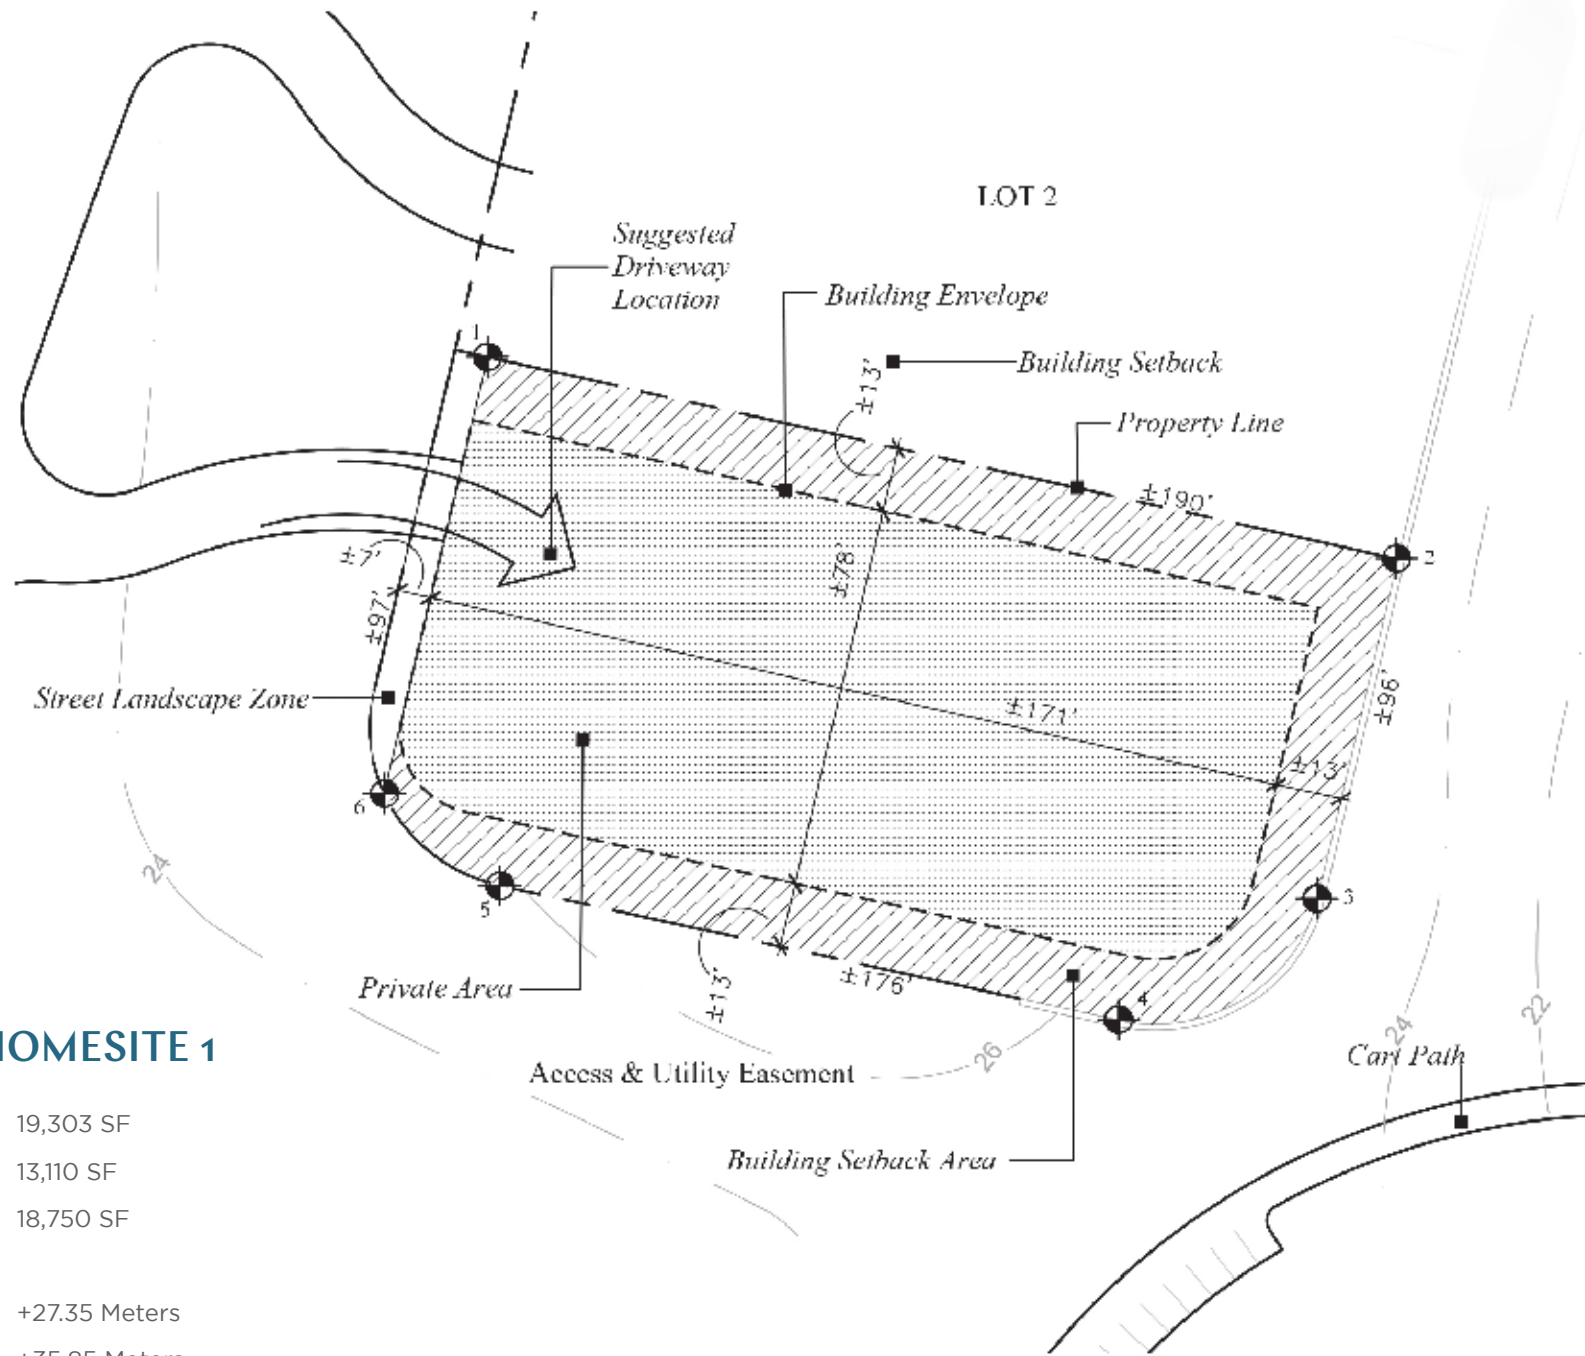 LOT 2
Suggested
Driveway
Location
Building Envelope
Building Setback
Property Line
1
±13'
±190'
2
±78'
±7'
±97'
±96'
Street Landscape Zone
±171'
±13'
6
24
5
3
Private Area
±13'
±176'
4
26
24
22
Cart Path
Access & Utility Easement
Building Setback Area
HOMESITE 1
19,303 SF
13,110 SF
18,750 SF
+27.35 Meters